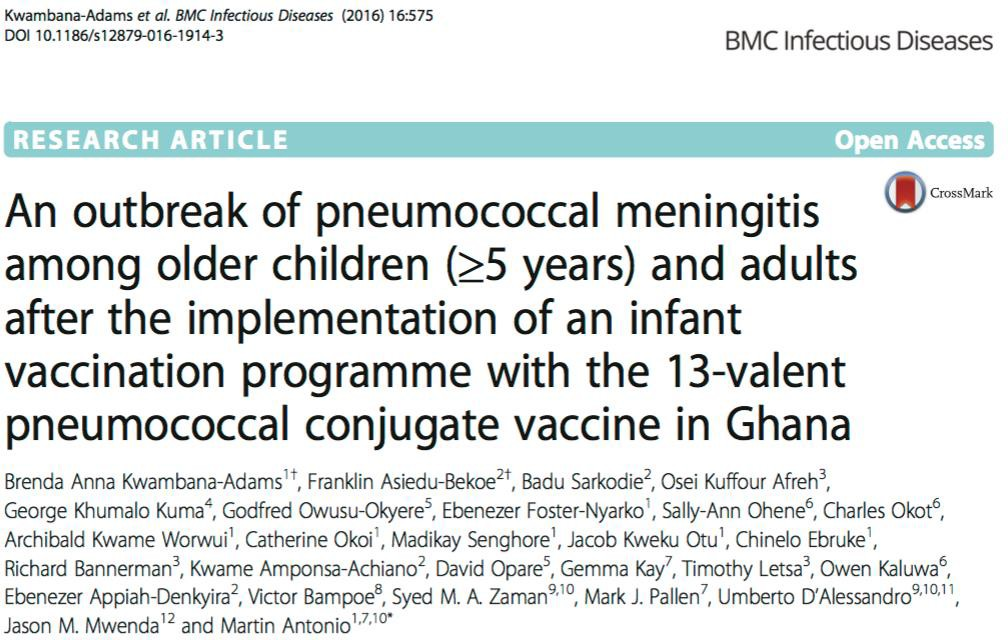 Kwambana-Adams et al. BMC Infectious Diseases (2016) 16:575
DOI 10.1186/s12879-016-1914-3
BMC Infectious Diseases
RESEARCH ARTICLE
Open Access
CrossMark
An outbreak of pneumococcal meningitis
among older children (≥5 years) and adults
after the implementation of an infant
vaccination programme with the 13-valent
pneumococcal conjugate vaccine in Ghana
Brenda Anna Kwambana-Adams1†, Franklin Asiedu-Bekoe2†, Badu Sarkodie2, Osei Kuffour Afreh3,
George Khumalo Kuma4, Godfred Owusu-Okyere5, Ebenezer Foster-Nyarko1, Sally-Ann Ohene6, Charles Okot6,
Archibald Kwame Worwui1, Catherine Okoi1, Madikay Senghore1, Jacob Kweku Otu1, Chinelo Ebruke1,
Richard Bannerman3, Kwame Amponsa-Achiano2, David Opare5, Gemma Kay7, Timothy Letsa3, Owen Kaluwa6,
Ebenezer Appiah-Denkyira2, Victor Bampoe8, Syed M. A. Zaman9,10, Mark J. Pallen7, Umberto D'Alessandro9,10,11,
Jason M. Mwenda12 and Martin Antonio1,7,10*